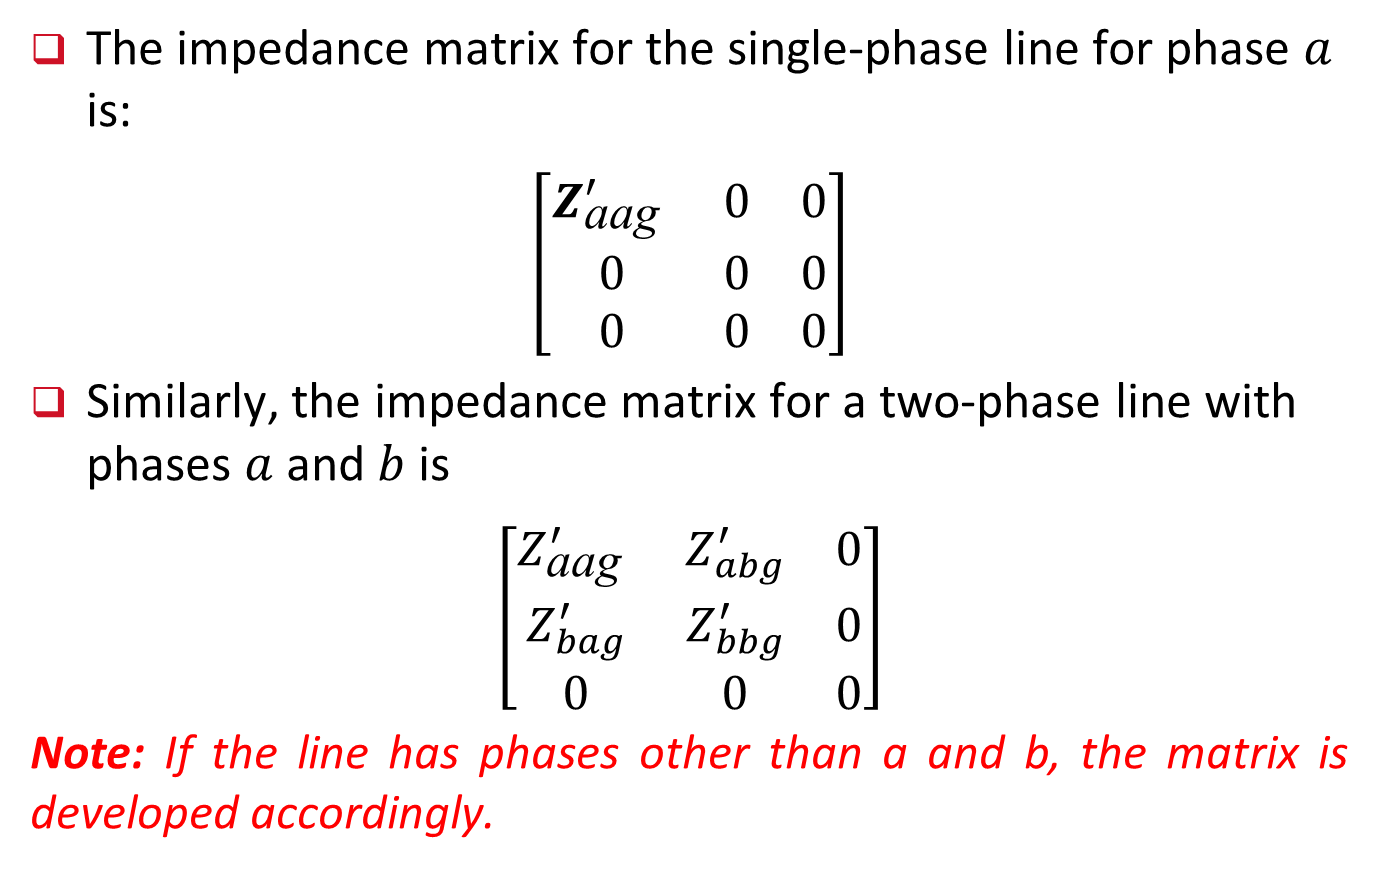 ❑ The impedance matrix for the single-phase line for phase a
is:
[Z′aag 0 0]
[0 0 0]
[0 0 0]
❑ Similarly, the impedance matrix for a two-phase line with
phases a and b is
[Z′aag Z′abg 0]
[Z′bag Z′bbg 0]
[0 0 0]
Note: If the line has phases other than a and b, the matrix is
developed accordingly.